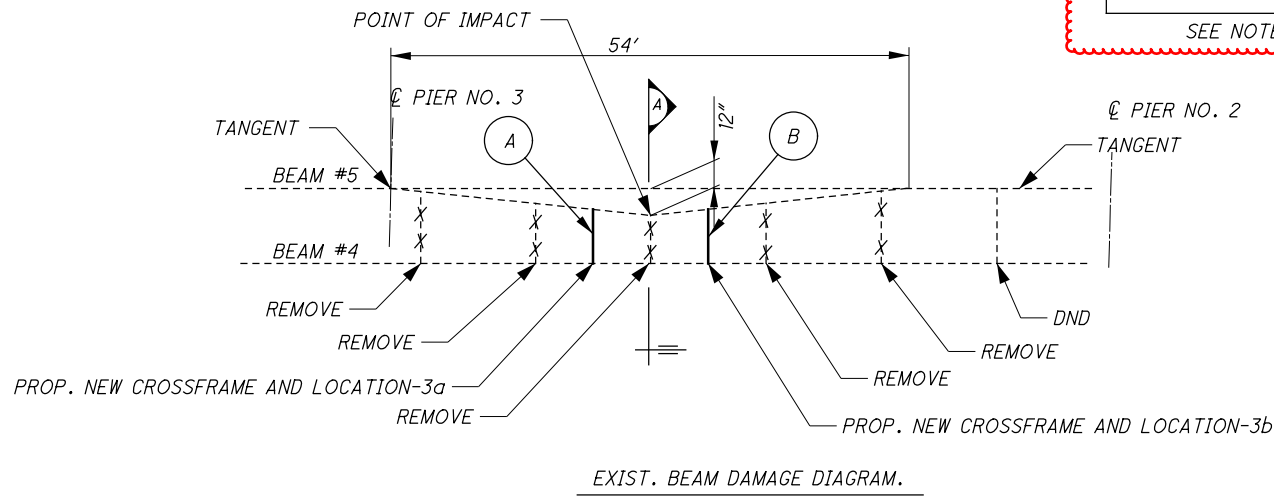 POINT OF IMPACT
SEE NOTE
54'
℄ PIER NO. 3
A
12"
℄ PIER NO. 2
TANGENT
A
B
TANGENT
BEAM #5
X X X X X
X X X X X
BEAM #4
REMOVE
DND
REMOVE
REMOVE
REMOVE
PROP. NEW CROSSFRAME AND LOCATION-3a
REMOVE
PROP. NEW CROSSFRAME AND LOCATION-3b
EXIST. BEAM DAMAGE DIAGRAM.